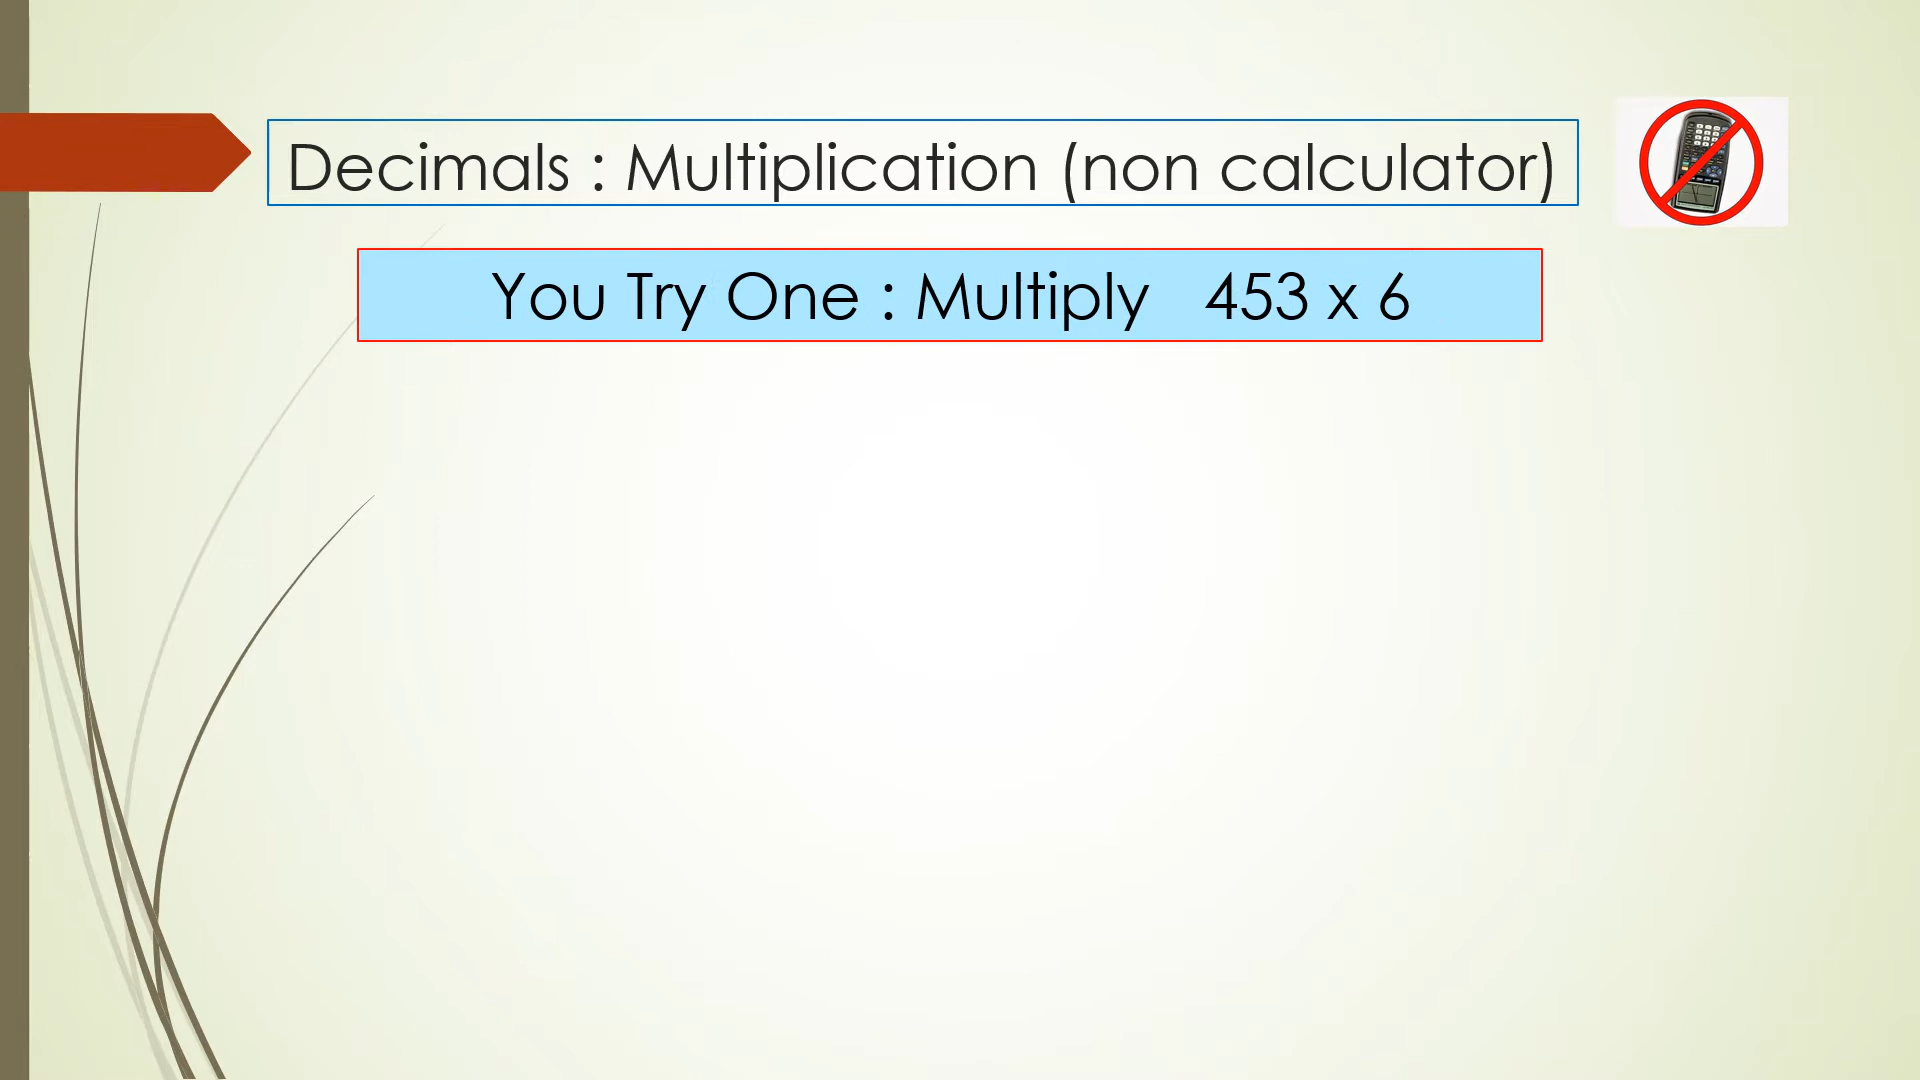 Decimals : Multiplication (non calculator)
You Try One : Multiply 453 x 6